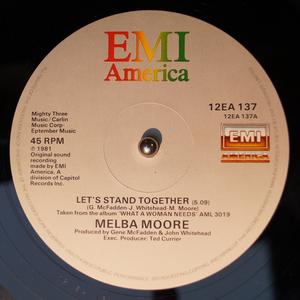 EMI
America
Mighty Three
Music/Carlin
Music Corp·
Eptember Music
45 RPM
℗ 1981
Original sound
recording
made by EMI
America, A
division of Capitol
Records Inc.
12EA 137
12EA 137A
EMI
AMERICA
LET'S STAND TOGETHER (5.09)
(G. McFadden J. Whitehead-M. Moore)
Taken from the album 'WHAT A WOMAN NEEDS' AML 3019
MELBA MOORE
Produced by Gene McFadden & John Whitehead
Exec. Producer: Ted Currier